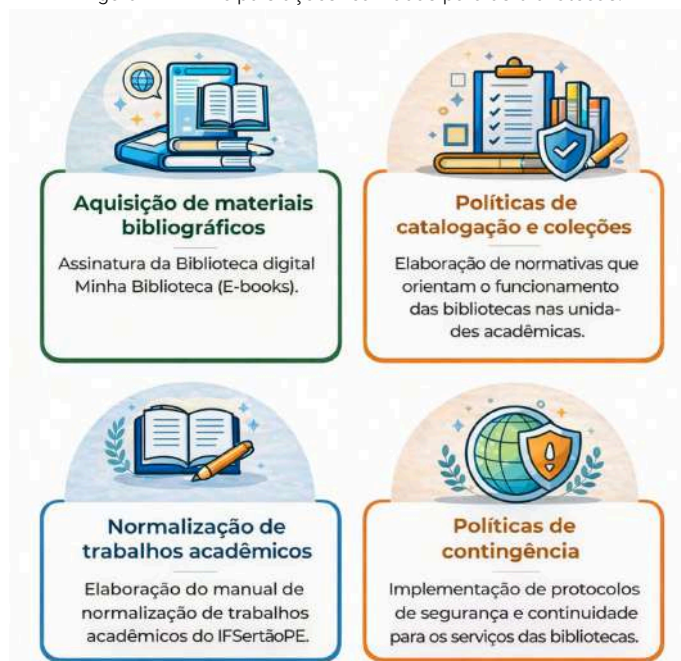 Aquisição de materiais
bibliográficos
Assinatura da Biblioteca digital
Minha Biblioteca (E-books).
Políticas de
catalogação e coleções
Elaboração de normativas que
orientam o funcionamento
das bibliotecas nas unida-
des acadêmicas.
Normalização de
trabalhos acadêmicos
Elaboração do manual de
normalização de trabalhos
acadêmicos do IFSertãoPE.
Políticas de
contingência
Implementação de protocolos
de segurança e continuidade
para os serviços das bibliotecas.